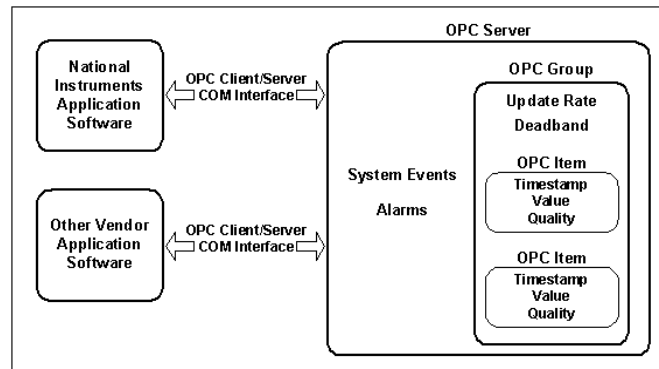 OPC Server
National
Instruments
Application
Software
OPC Client/Server
COM Interface
OPC Group
Update Rate
Deadband
OPC Item
Timestamp
Value
Quality
System Events
Alarms
Other Vendor
Application
Software
OPC Client/Server
COM Interface
OPC Item
Timestamp
Value
Quality